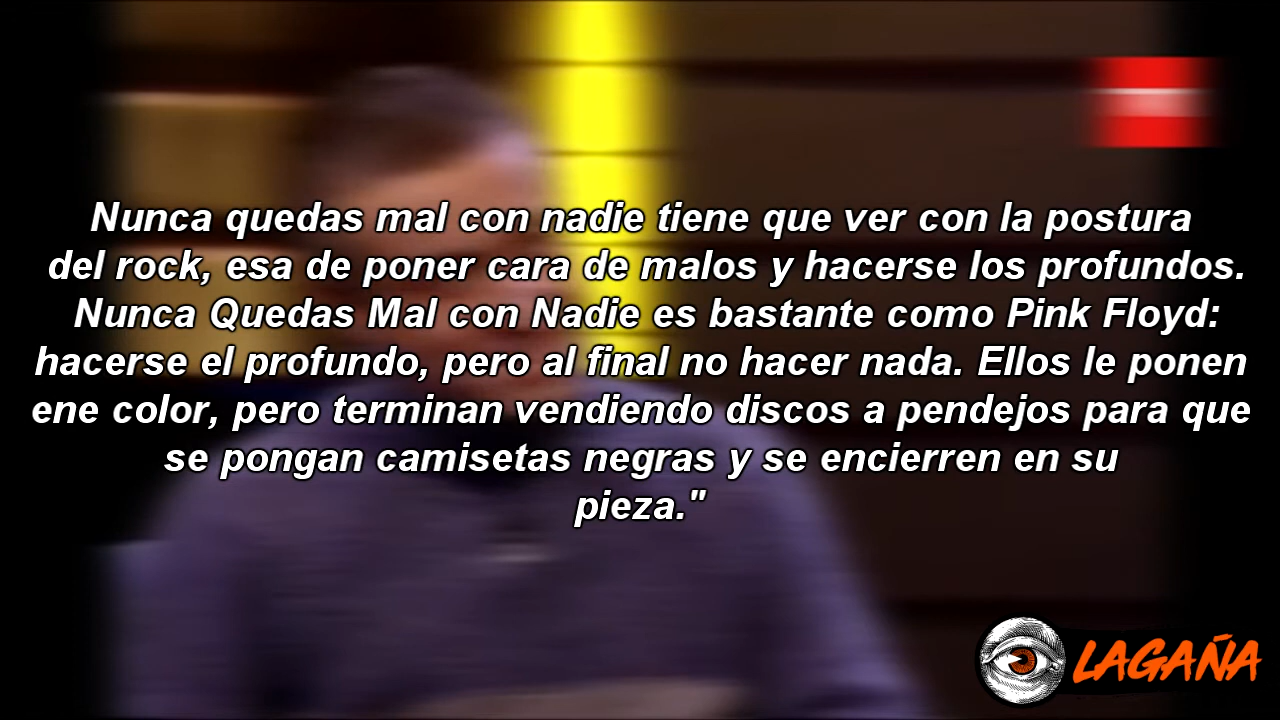 Nunca quedas mal con nadie tiene que ver con la postura
del rock, esa de poner cara de malos y hacerse los profundos.
Nunca Quedas Mal con Nadie es bastante como Pink Floyd:
hacerse el profundo, pero al final no hacer nada. Ellos le ponen
ene color, pero terminan vendiendo discos a pendejos para que
se pongan camisetas negras y se encierren en su
pieza."
LAGAÑA